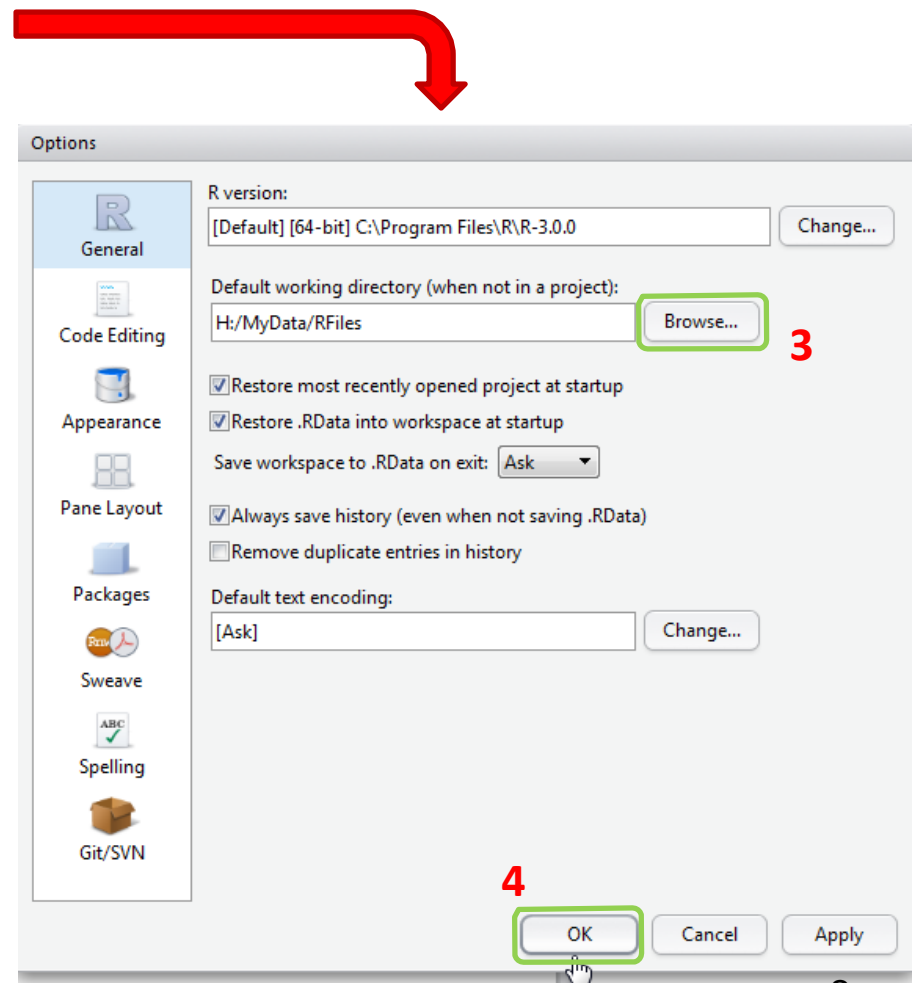 Options
R version:
[Default] [64-bit] C:\Program Files\R\R-3.0.0
Change...
General
Default working directory (when not in a project):
H:/MyData/RFiles
Browse...
3
Code Editing
Restore most recently opened project at startup
Appearance
Restore .RData into workspace at startup
Save workspace to .RData on exit: Ask
Pane Layout
Always save history (even when not saving .RData)
Remove duplicate entries in history
Packages
Default text encoding:
[Ask]
Change...
Rnw
Sweave
ABC
Spelling
Git/SVN
4
OK
Cancel
Apply